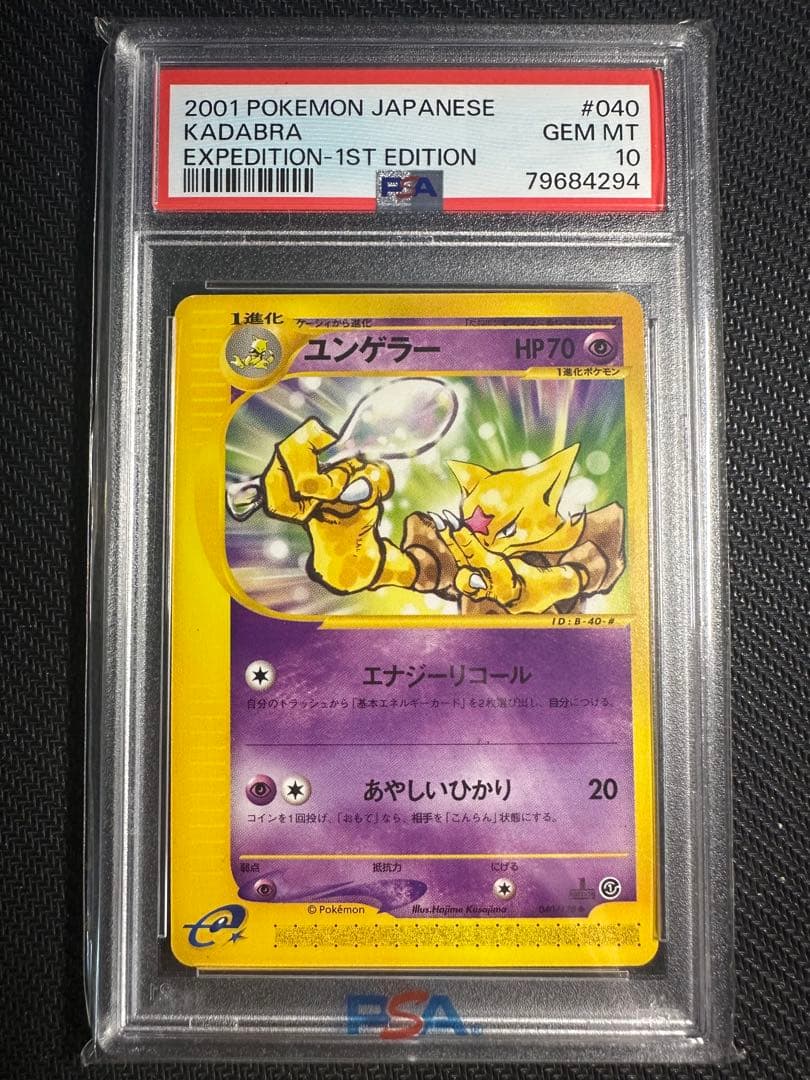 2001 POKEMON JAPANESE #040
KADABRA GEM MT
EXPEDITION-1ST EDITION 10
PSA 79684294
1進化 ケーシィから進化
ユンゲラー HP70
1進化ポケモン
ID:B-40-#
エナジーリコール
自分のトラッシュから「基本エネルギーカード」を2枚選び出し、自分につける。
あやしいひかり 20
コインを1回投げ、「おもて」なら、相手を「こんらん」状態にする。
弱点 抵抗力 にげる
©Pokémon Illus.Hajime Kusajima
e
PSA